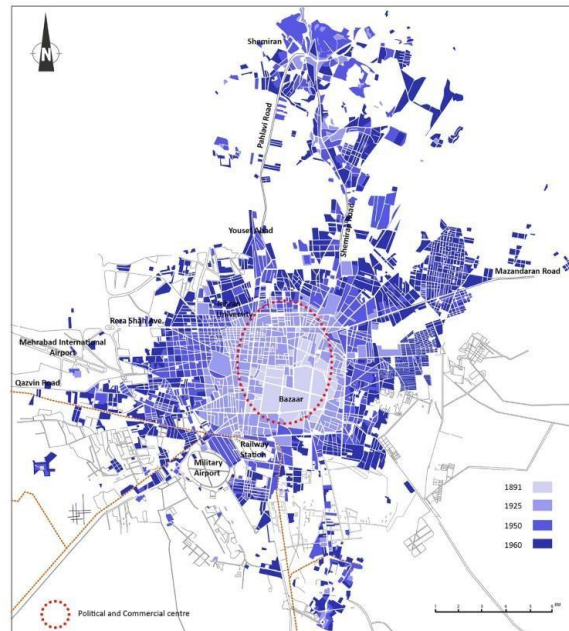 N
Shemiran
Pahlavi Road
Yousef Abad
Shemiran Road
Mazandaran Road
University
Reza Shah Ave.
Mehrabad International
Airport
Qazvin Road
Bazaar
Railway
Station
Military
Airport
1891
1925
1950
1960
Political and Commercial centre